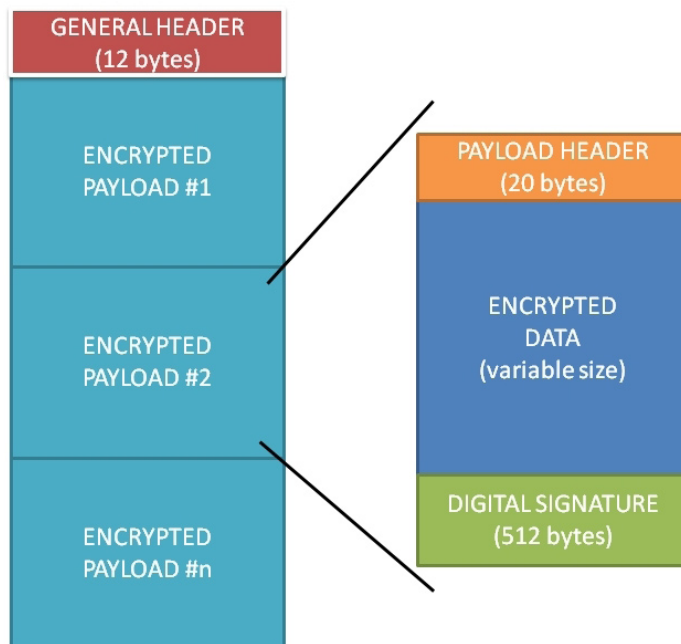 GENERAL HEADER
(12 bytes)
ENCRYPTED
PAYLOAD #1
ENCRYPTED
PAYLOAD #2
ENCRYPTED
PAYLOAD #n
PAYLOAD HEADER
(20 bytes)
ENCRYPTED
DATA
(variable size)
DIGITAL SIGNATURE
(512 bytes)